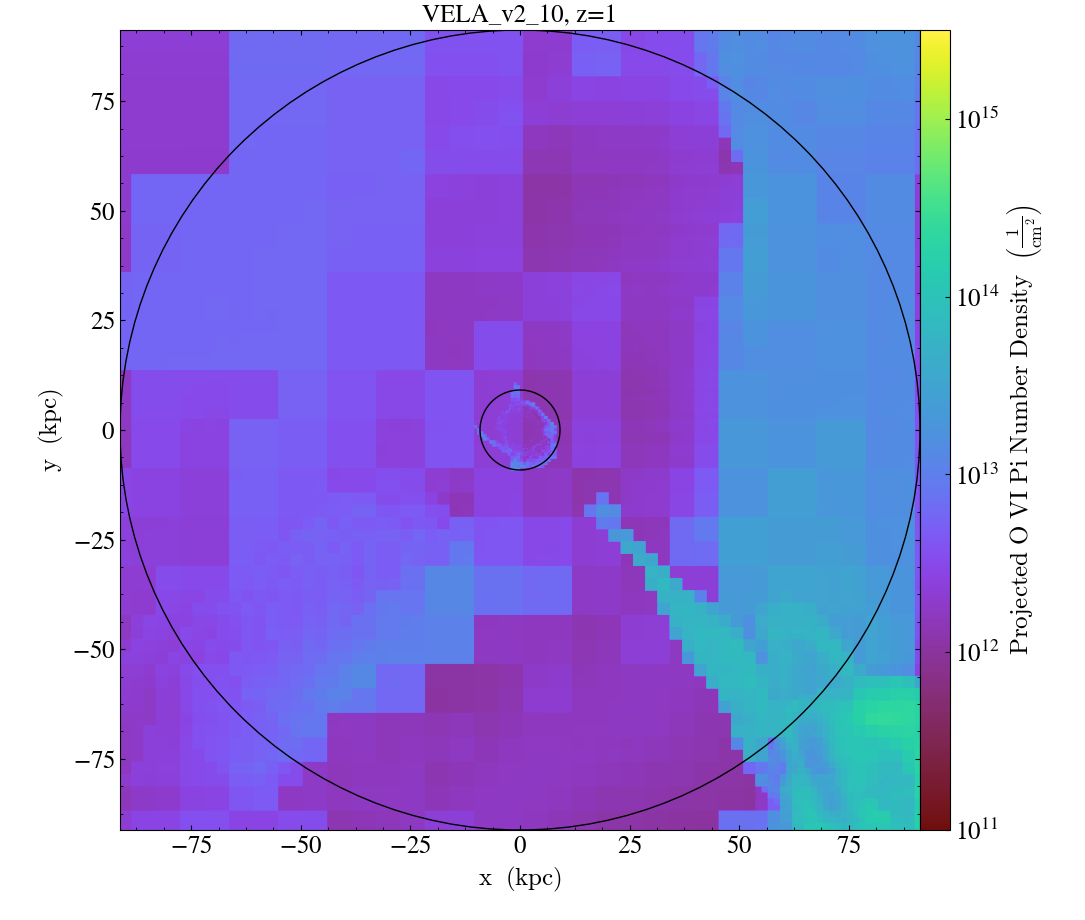 VELA_v2_10, z=1
75
50
25
0
−25
−50
−75
y (kpc)
−75 −50 −25 0 25 50 75
x (kpc)
10^15
10^14
10^13
10^12
10^11
Projected O VI Pi Number Density (1/cm^2)